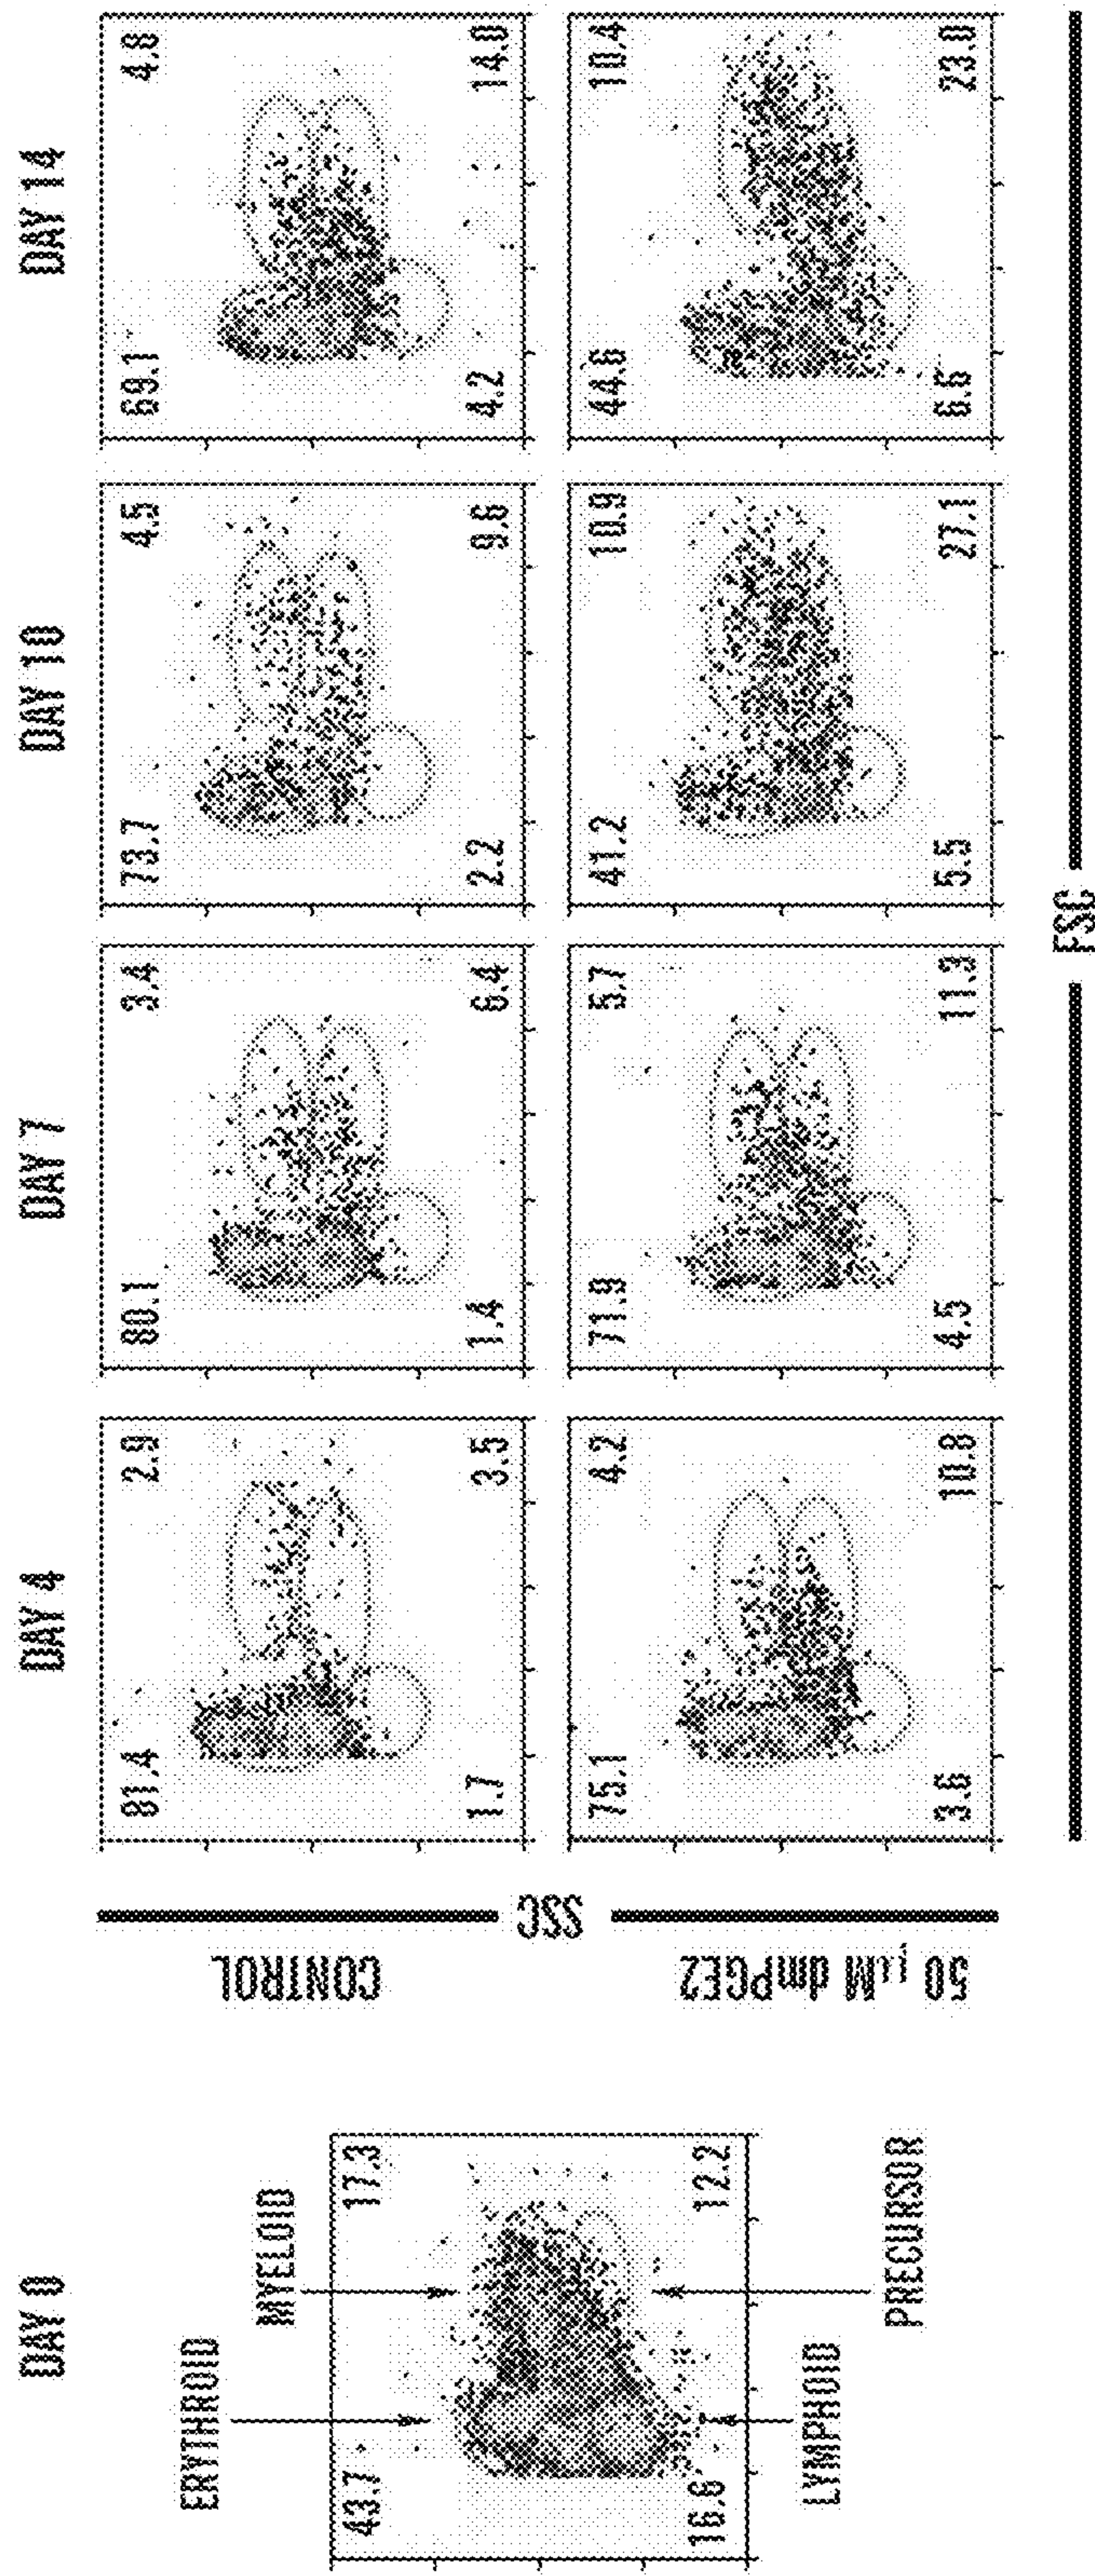 DAY 0
DAY 4
DAY 7
DAY 10
DAY 14
ERYTHROID
MYELOID
43.7
17.3
16.6
12.2
LYMPHOID
PRECURSOR
CONTROL
SSC
50 μM dmPGE2
81.4
2.9
1.7
3.5
80.1
3.4
1.4
6.4
73.7
4.5
2.2
9.6
69.1
4.8
4.2
14.0
75.1
4.2
3.6
10.8
71.9
5.7
4.5
11.3
41.2
10.9
5.5
27.1
44.6
10.4
6.6
23.0
FSC